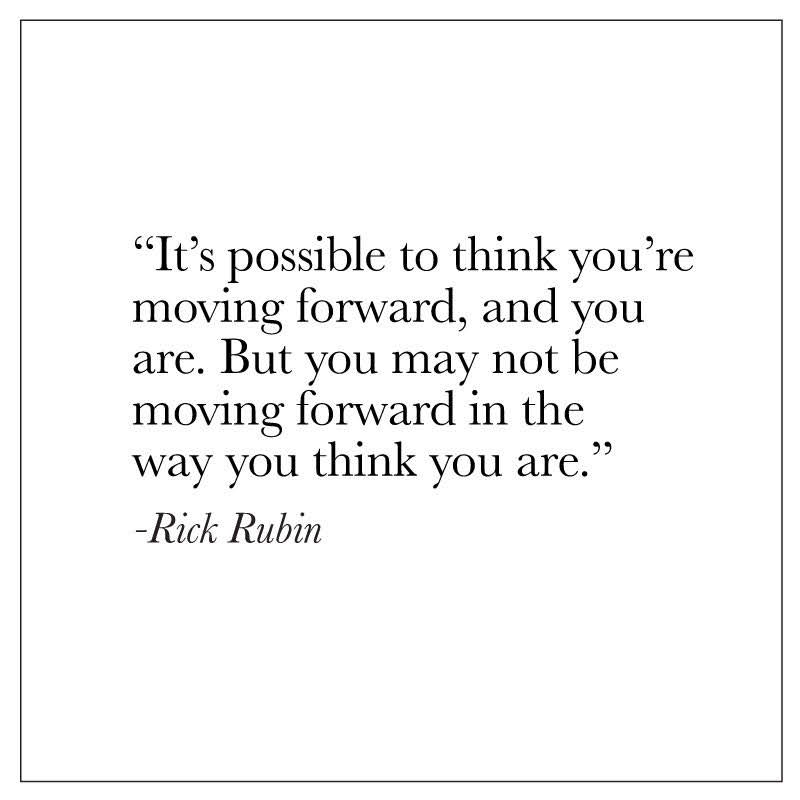 “It’s possible to think you’re
moving forward, and you
are. But you may not be
moving forward in the
way you think you are.”
-Rick Rubin